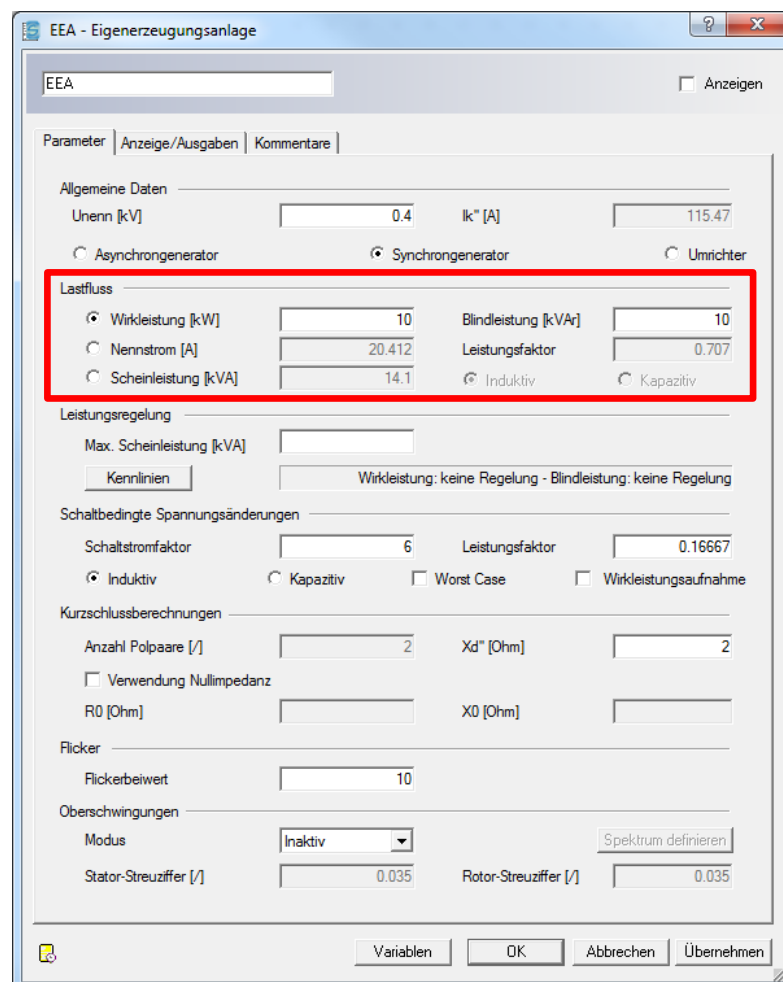 EEA - Eigenerzeugungsanlage
EEA Anzeigen
Parameter Anzeige/Ausgaben Kommentare
Allgemeine Daten
Unenn [kV] 0.4 Ik'' [A] 115.47
Asynchrongenerator Synchrongenerator Umrichter
Lastfluss
Wirkleistung [kW] 10 Blindleistung [kVAr] 10
Nennstrom [A] 20.412 Leistungsfaktor 0.707
Scheinleistung [kVA] 14.1 Induktiv Kapazitiv
Leistungsregelung
Max. Scheinleistung [kVA]
Kennlinien Wirkleistung: keine Regelung - Blindleistung: keine Regelung
Schaltbedingte Spannungsänderungen
Schaltstromfaktor 6 Leistungsfaktor 0.16667
Induktiv Kapazitiv Worst Case Wirkleistungsaufnahme
Kurzschlussberechnungen
Anzahl Polpaare [/] 2 Xd'' [Ohm] 2
Verwendung Nullimpedanz
R0 [Ohm] X0 [Ohm]
Flicker
Flickerbeiwert 10
Oberschwingungen
Modus Inaktiv Spektrum definieren
Stator-Streuziffer [/] 0.035 Rotor-Streuziffer [/] 0.035
Variablen OK Abbrechen Übernehmen